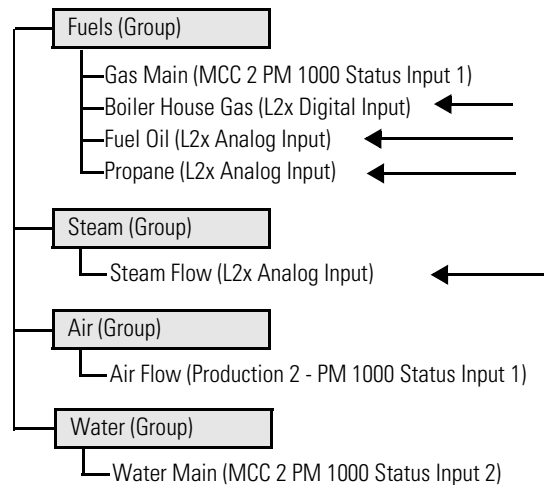 Fuels (Group)
Gas Main (MCC 2 PM 1000 Status Input 1)
Boiler House Gas (L2x Digital Input)
Fuel Oil (L2x Analog Input)
Propane (L2x Analog Input)
Steam (Group)
Steam Flow (L2x Analog Input)
Air (Group)
Air Flow (Production 2 - PM 1000 Status Input 1)
Water (Group)
Water Main (MCC 2 PM 1000 Status Input 2)